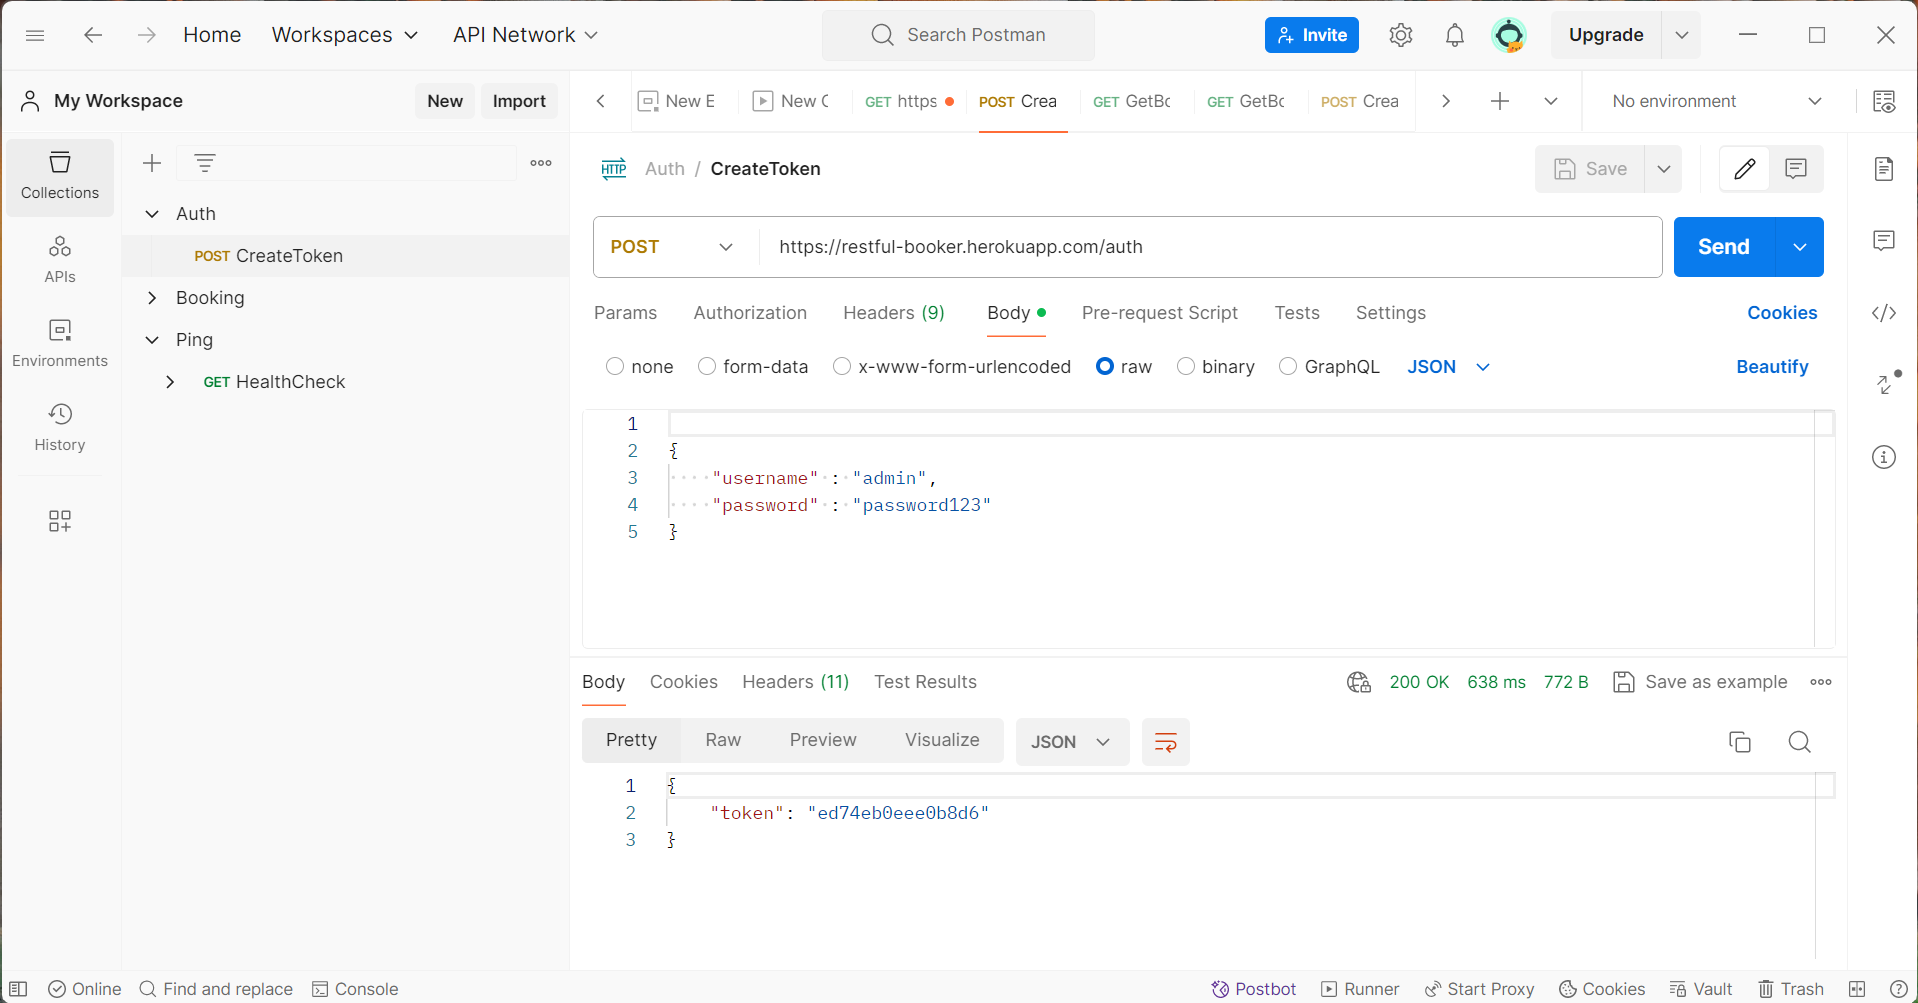 Home Workspaces API Network Search Postman Invite Upgrade
My Workspace New Import New E New C GET https POST Crea GET GetBo GET GetBo POST Crea No environment
Collections
APIs
Environments
History
Auth
POST CreateToken
Booking
Ping
GET HealthCheck
HTTP Auth / CreateToken Save
POST https://restful-booker.herokuapp.com/auth Send
Params Authorization Headers (9) Body Pre-request Script Tests Settings Cookies
none form-data x-www-form-urlencoded raw binary GraphQL JSON Beautify
1
2 {
3 "username" : "admin",
4 "password" : "password123"
5 }
Body Cookies Headers (11) Test Results 200 OK 638 ms 772 B Save as example
Pretty Raw Preview Visualize JSON
1 {
2 "token": "ed74eb0eee0b8d6"
3 }
Online Find and replace Console Postbot Runner Start Proxy Cookies Vault Trash